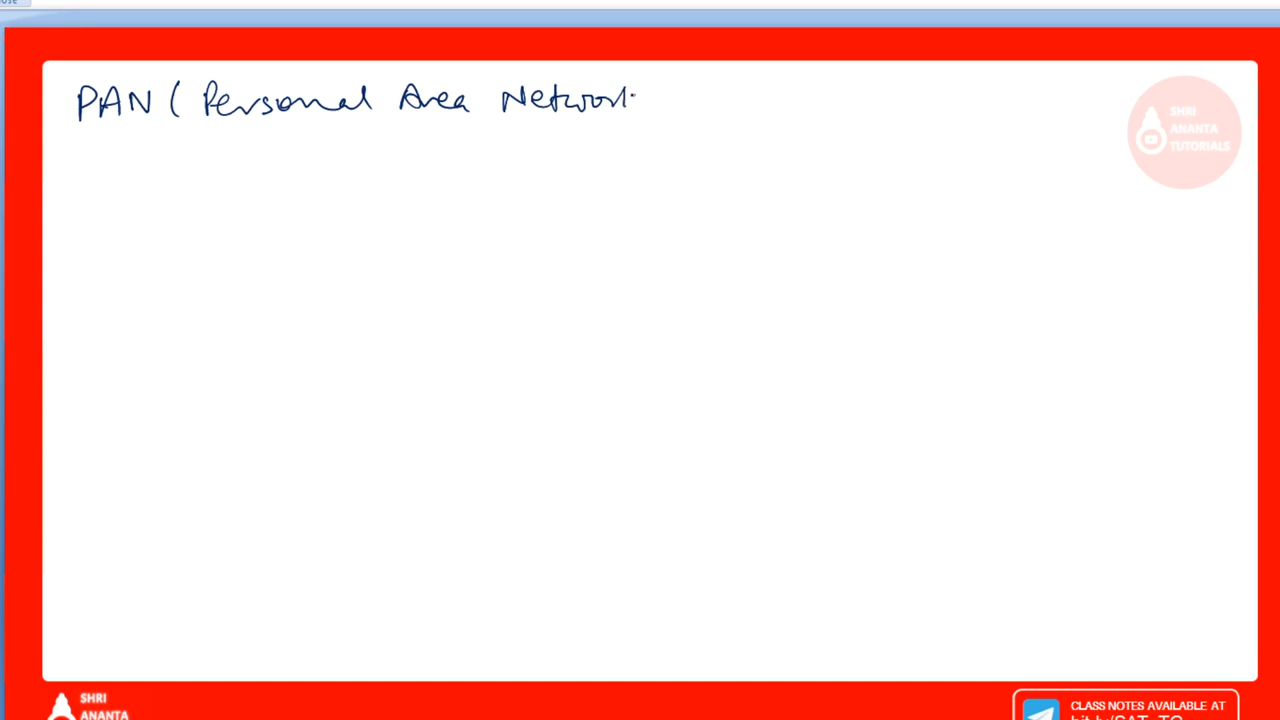 PAN ( Personal Area Network
SHRI
ANANTA
TUTORIALS
SHRI
ANANTA
CLASS NOTES AVAILABLE AT